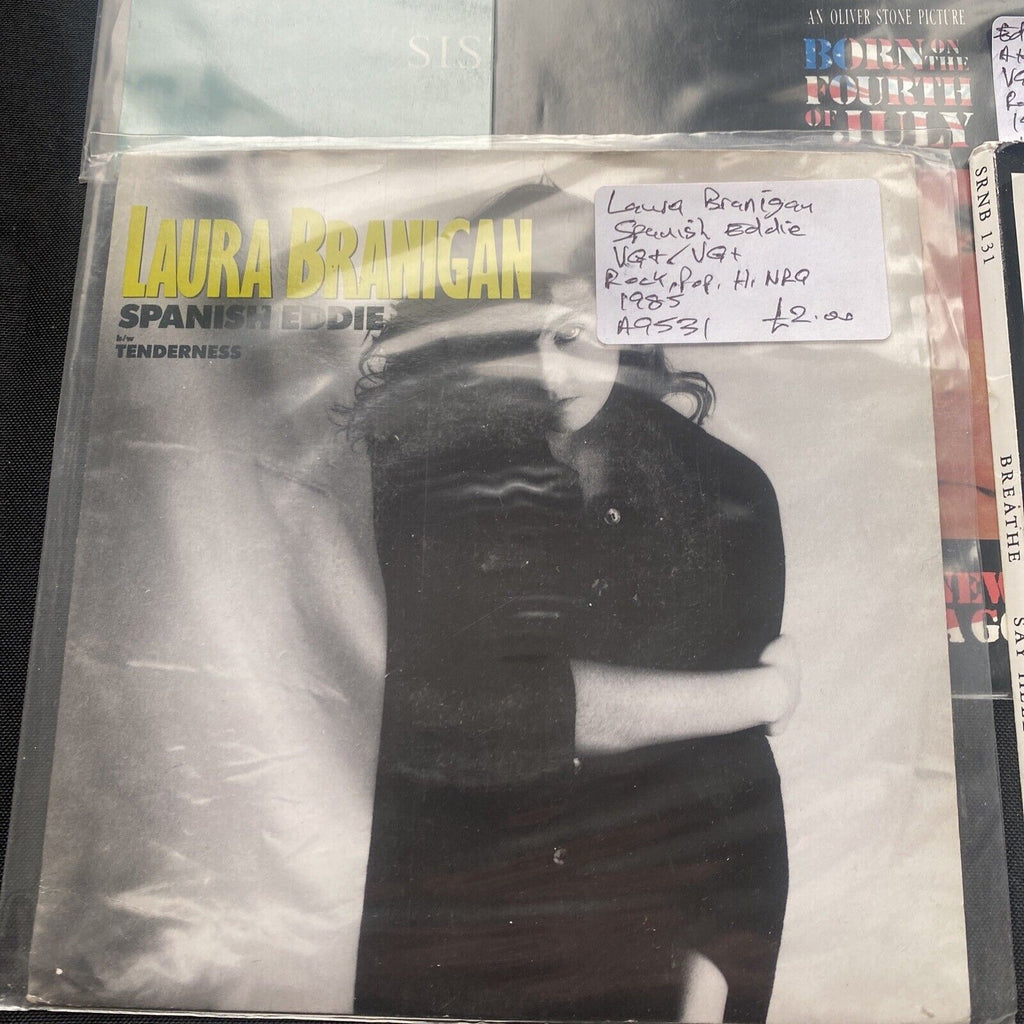 SIS
AN OLIVER STONE PICTURE
BORN ON THE
FOURTH
OF JULY
LAURA BRANIGAN
SPANISH EDDIE
b/w
TENDERNESS
Laura Branigan
Spanish Eddie
VG+/VG+
Rock, Pop, Hi NRG
1985
A9531 £2.00
SRNB 131
BREATHE
SAY